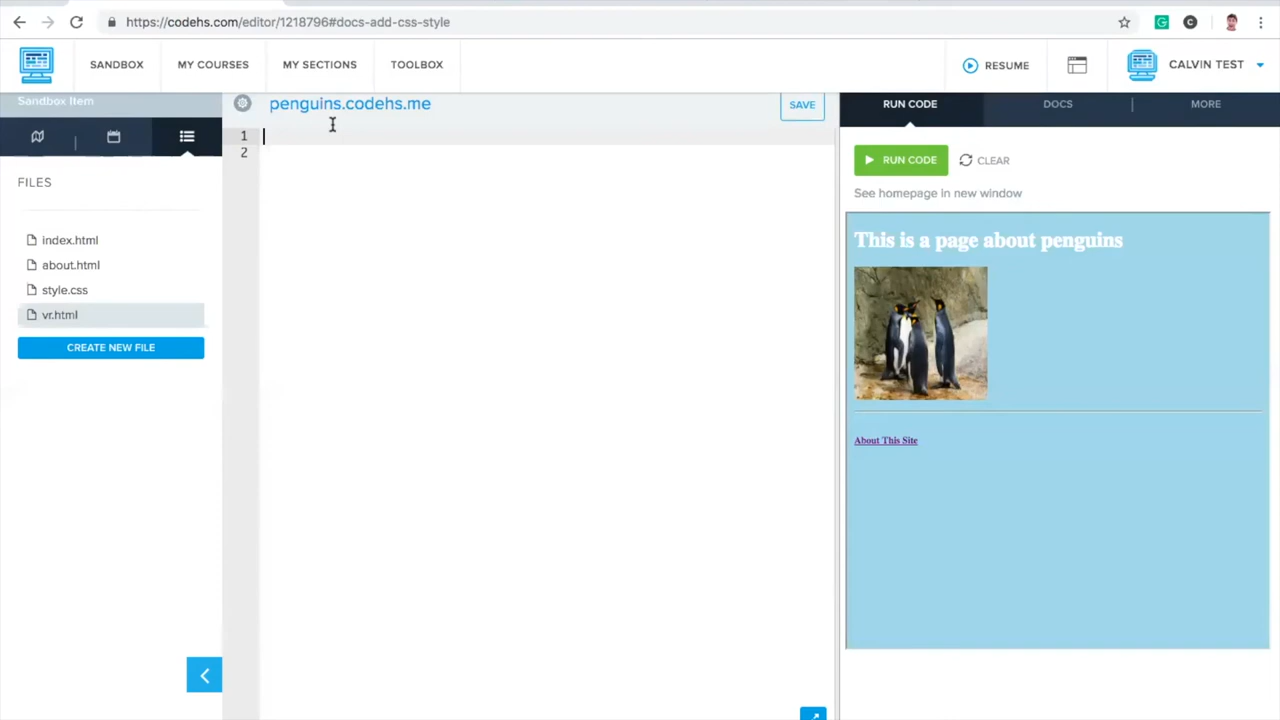 https://codehs.com/editor/1218796#docs-add-css-style
SANDBOX
MY COURSES
MY SECTIONS
TOOLBOX
RESUME
CALVIN TEST
Sandbox Item
FILES
index.html
about.html
style.css
vr.html
CREATE NEW FILE
penguins.codehs.me
SAVE
1
2
RUN CODE
DOCS
MORE
RUN CODE
CLEAR
See homepage in new window
This is a page about penguins
About This Site